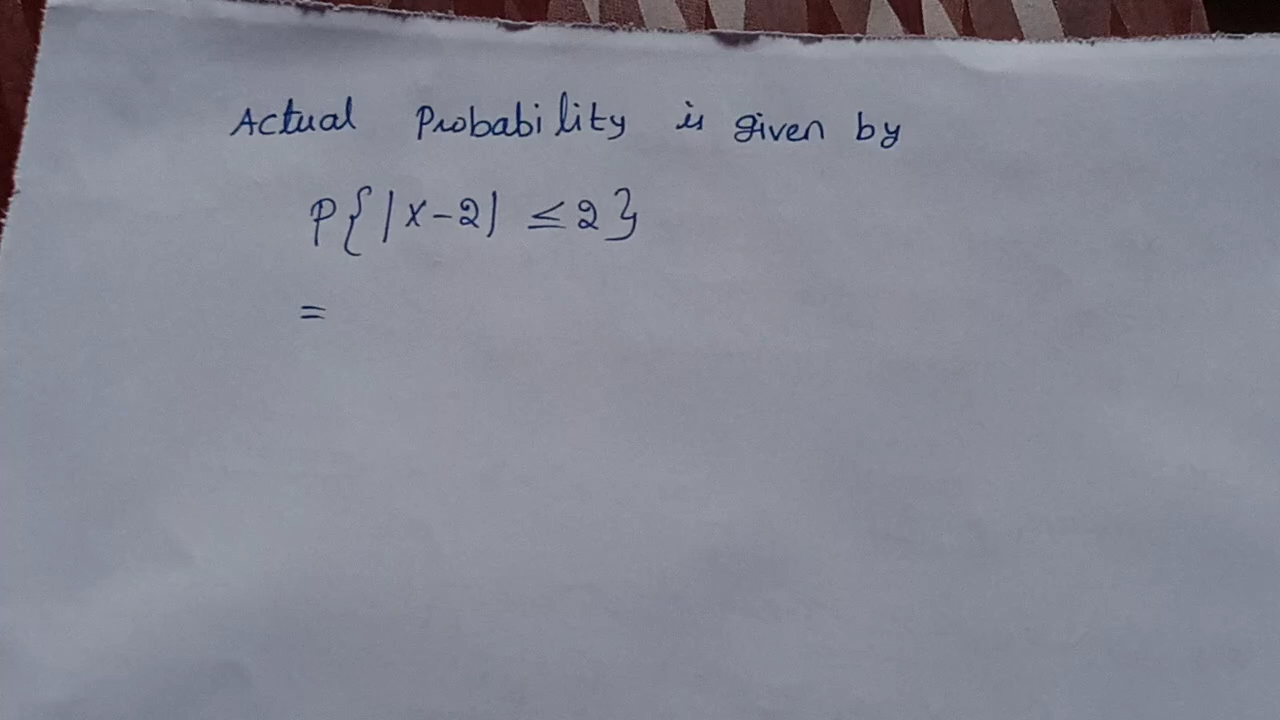 Actual Probability is given by
P{|X-2| ≤2}
=